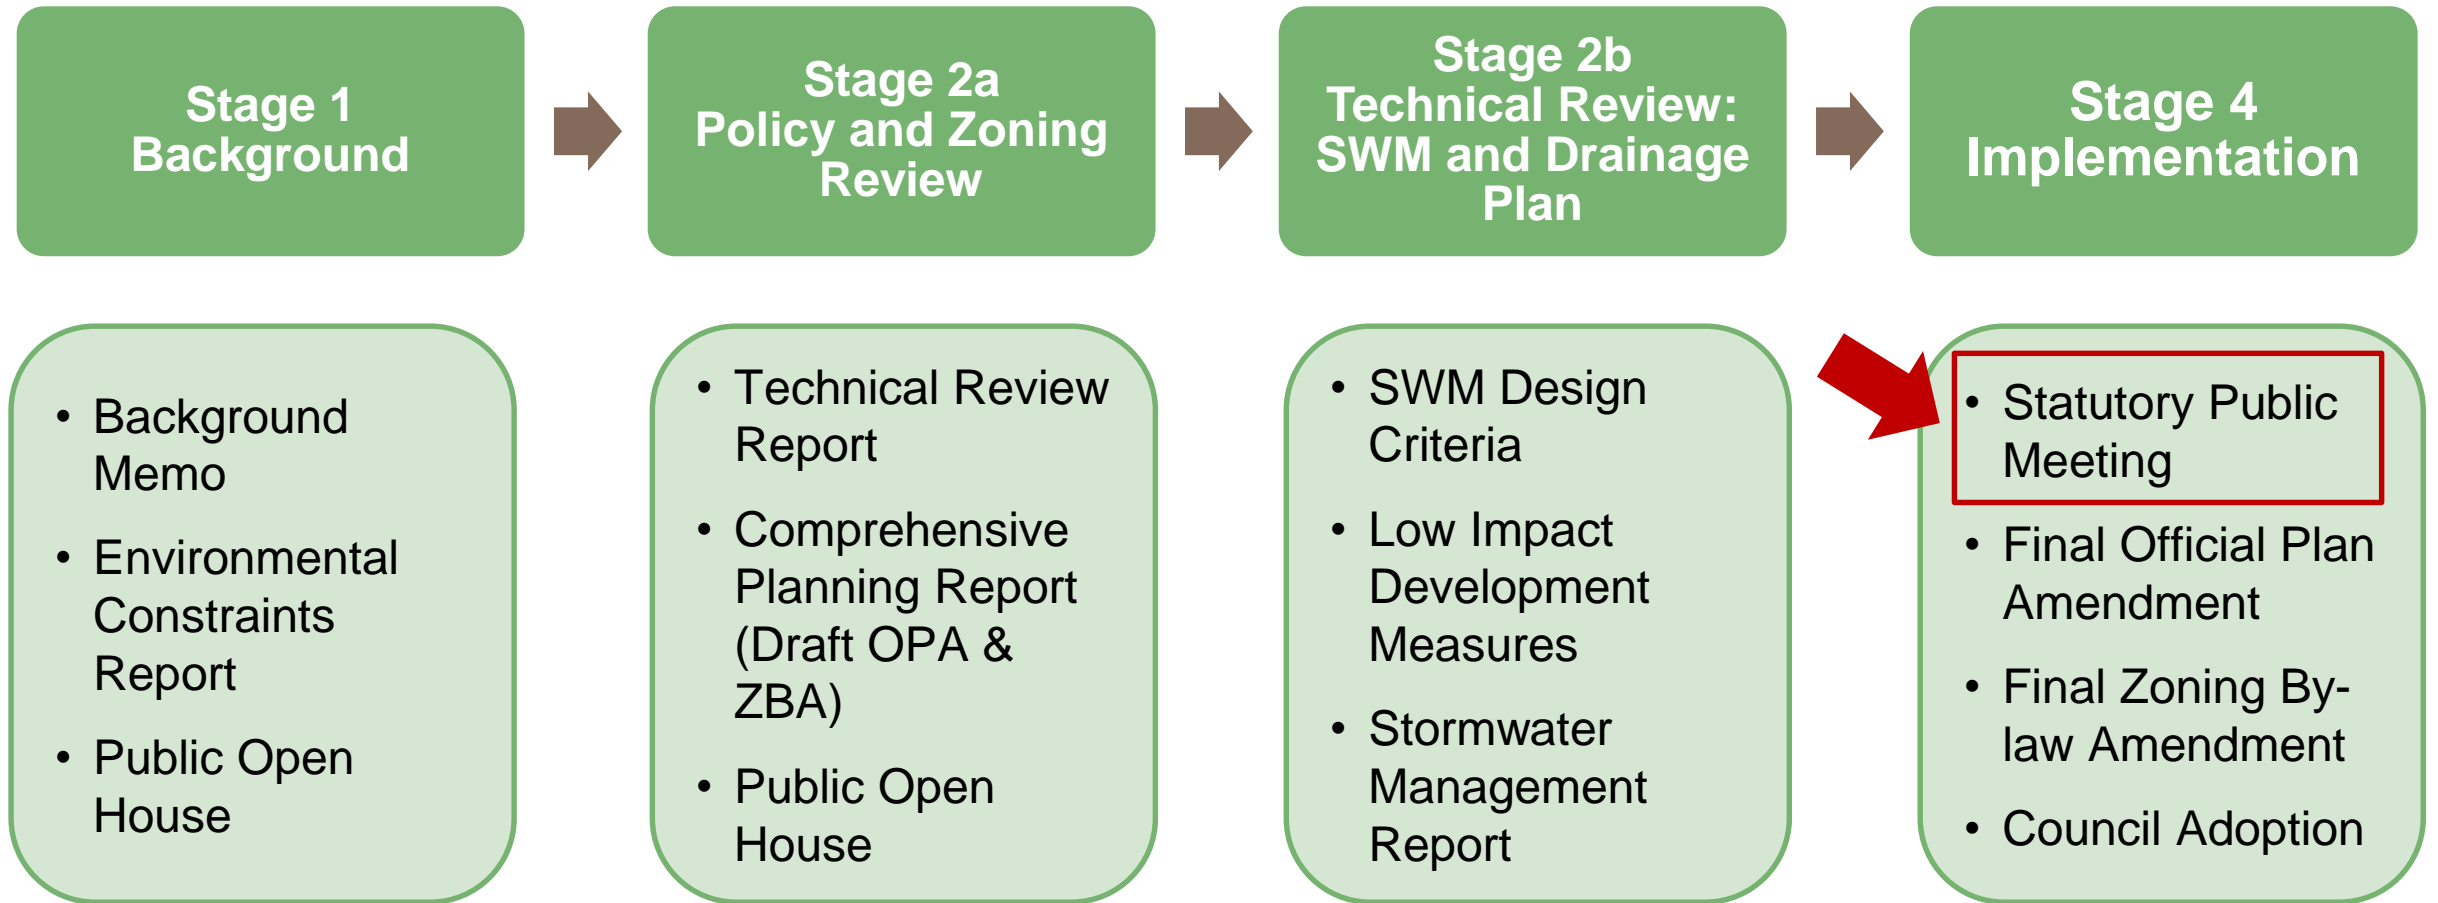 Stage 1
Background
Stage 2a
Policy and Zoning
Review
Stage 2b
Technical Review:
SWM and Drainage
Plan
Stage 4
Implementation
• Background
Memo
• Environmental
Constraints
Report
• Public Open
House
• Technical Review
Report
• Comprehensive
Planning Report
(Draft OPA &
ZBA)
• Public Open
House
• SWM Design
Criteria
• Low Impact
Development
Measures
• Stormwater
Management
Report
• Statutory Public
Meeting
• Final Official Plan
Amendment
• Final Zoning By-
law Amendment
• Council Adoption